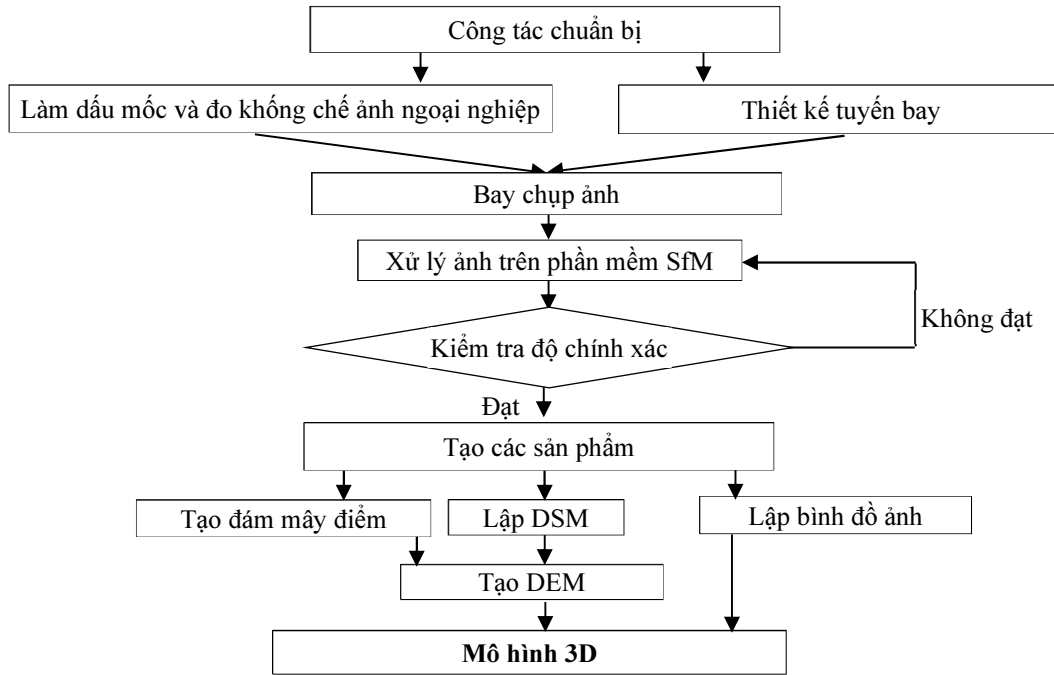 Công tác chuẩn bị
Làm dấu mốc và đo khống chế ảnh ngoại nghiệp
Thiết kế tuyến bay
Bay chụp ảnh
Xử lý ảnh trên phần mềm SfM
Không đạt
Kiểm tra độ chính xác
Đạt
Tạo các sản phẩm
Tạo đám mây điểm
Lập DSM
Lập bình đồ ảnh
Tạo DEM
Mô hình 3D